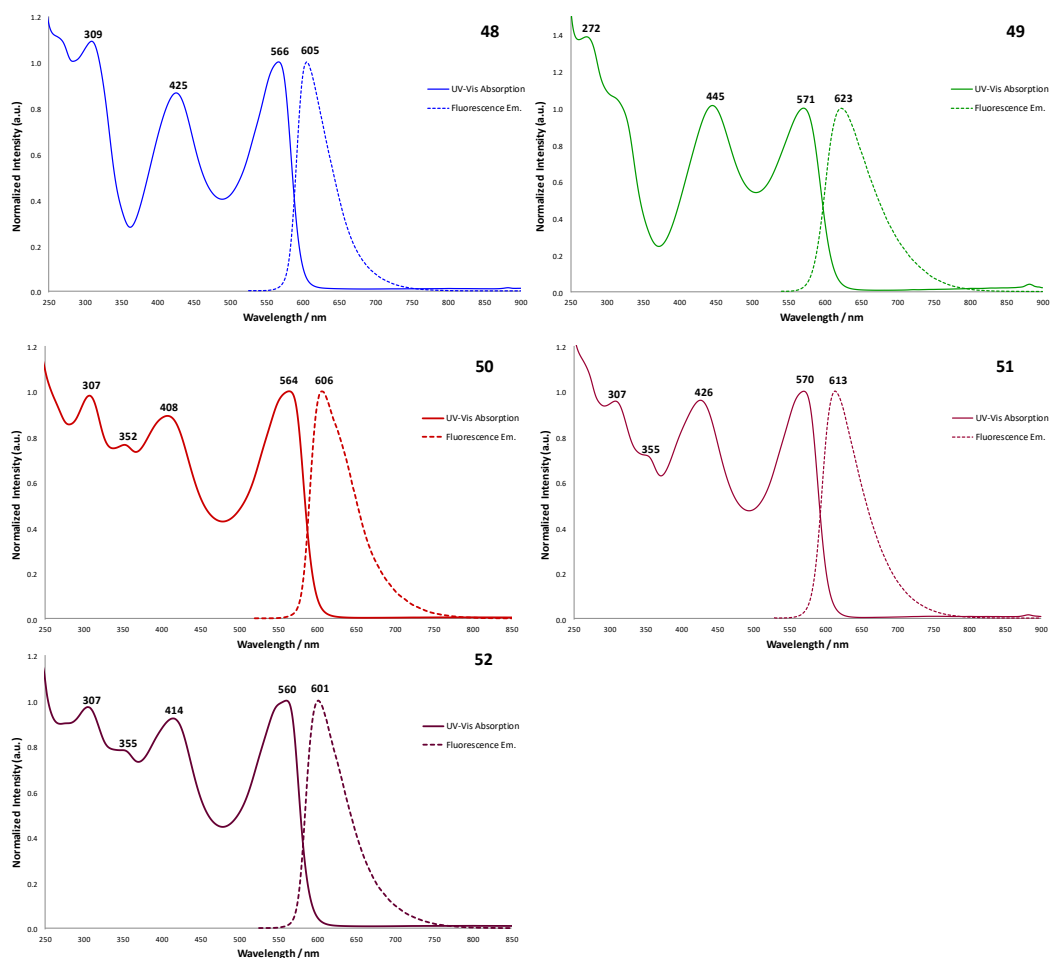 48
309
425
566
605
UV-Vis Absorption
Fluorescence Em.
Normalized Intensity (a.u.)
1.2
1.0
0.8
0.6
0.4
0.2
0.0
250 300 350 400 450 500 550 600 650 700 750 800 850 900
Wavelength / nm
49
272
445
571
623
UV-Vis Absorption
Fluorescence Em.
Normalized Intensity (a.u.)
1.4
1.2
1.0
0.8
0.6
0.4
0.2
0.0
250 300 350 400 450 500 550 600 650 700 750 800 850 900
Wavelength / nm
50
307
352
408
564
606
UV-Vis Absorption
Fluorescence Em.
Normalized Intensity (a.u.)
1.2
1.0
0.8
0.6
0.4
0.2
0.0
250 300 350 400 450 500 550 600 650 700 750 800 850
Wavelength / nm
51
307
355
426
570
613
UV-Vis Absorption
Fluorescence Em.
Normalized Intensity (a.u.)
1.2
1.0
0.8
0.6
0.4
0.2
0.0
250 300 350 400 450 500 550 600 650 700 750 800 850 900
Wavelength / nm
52
307
355
414
560
601
UV-Vis Absorption
Fluorescence Em.
Normalized Intensity (a.u.)
1.2
1.0
0.8
0.6
0.4
0.2
0.0
250 300 350 400 450 500 550 600 650 700 750 800 850
Wavelength / nm